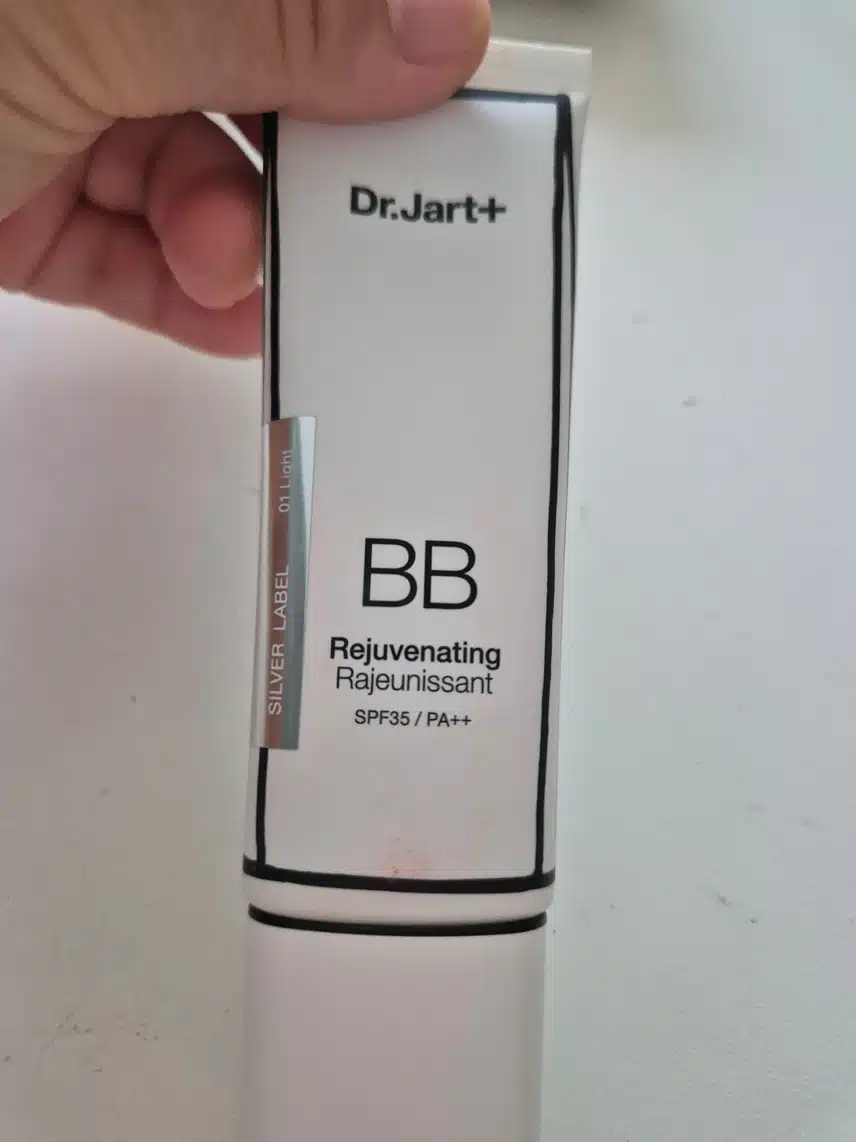 Dr.Jart+
SILVER LABEL 01 Light
BB
Rejuvenating
Rajeunissant
SPF35 / PA++